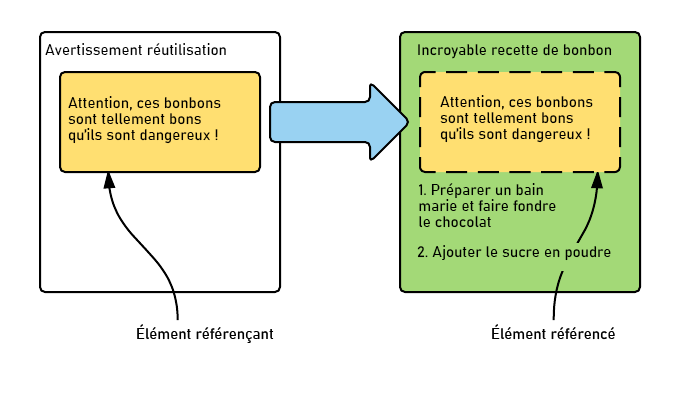 Avertissement réutilisation
Attention, ces bonbons
sont tellement bons
qu'ils sont dangereux !
Élément référençant
Incroyable recette de bonbon
Attention, ces bonbons
sont tellement bons
qu'ils sont dangereux !
1. Préparer un bain
marie et faire fondre
le chocolat
2. Ajouter le sucre en poudre
Élément référencé